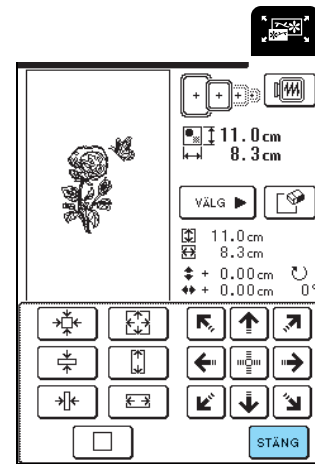 11.0cm
8.3cm
VÄLG
11.0cm
8.3cm
+ 0.00cm
+ 0.00cm 0°
STÄNG